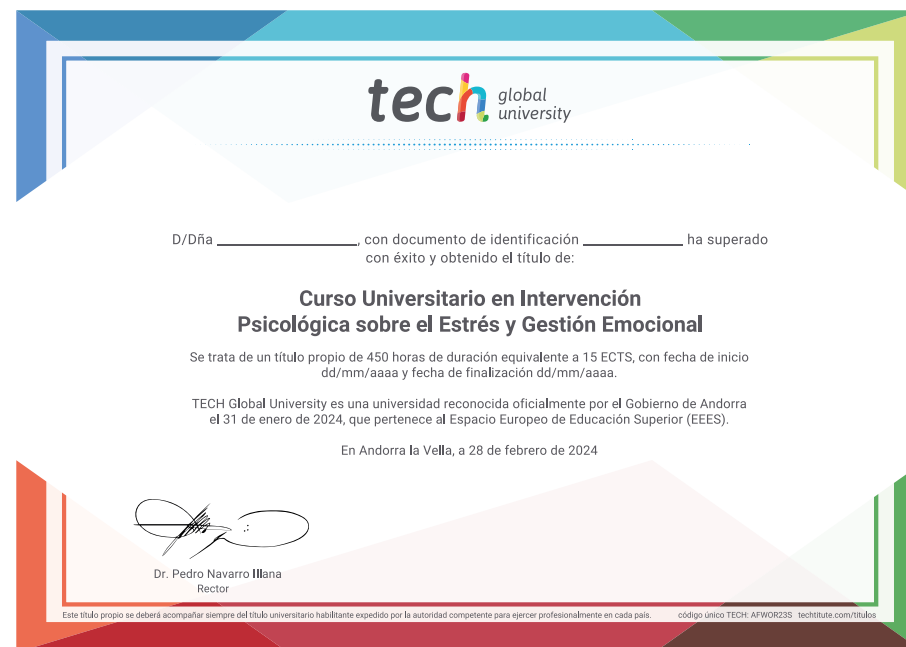 tech global
university
D/Dña ____________________, con documento de identificación ______________ ha superado
con éxito y obtenido el título de:
Curso Universitario en Intervención
Psicológica sobre el Estrés y Gestión Emocional
Se trata de un título propio de 450 horas de duración equivalente a 15 ECTS, con fecha de inicio
dd/mm/aaaa y fecha de finalización dd/mm/aaaa.
TECH Global University es una universidad reconocida oficialmente por el Gobierno de Andorra
el 31 de enero de 2024, que pertenece al Espacio Europeo de Educación Superior (EEES).
En Andorra la Vella, a 28 de febrero de 2024
Dr. Pedro Navarro Illana
Rector
Este título propio se deberá acompañar siempre del título universitario habilitante expedido por la autoridad competente para ejercer profesionalmente en cada país. código único TECH: AFWOR23S techtitute.com/titulos